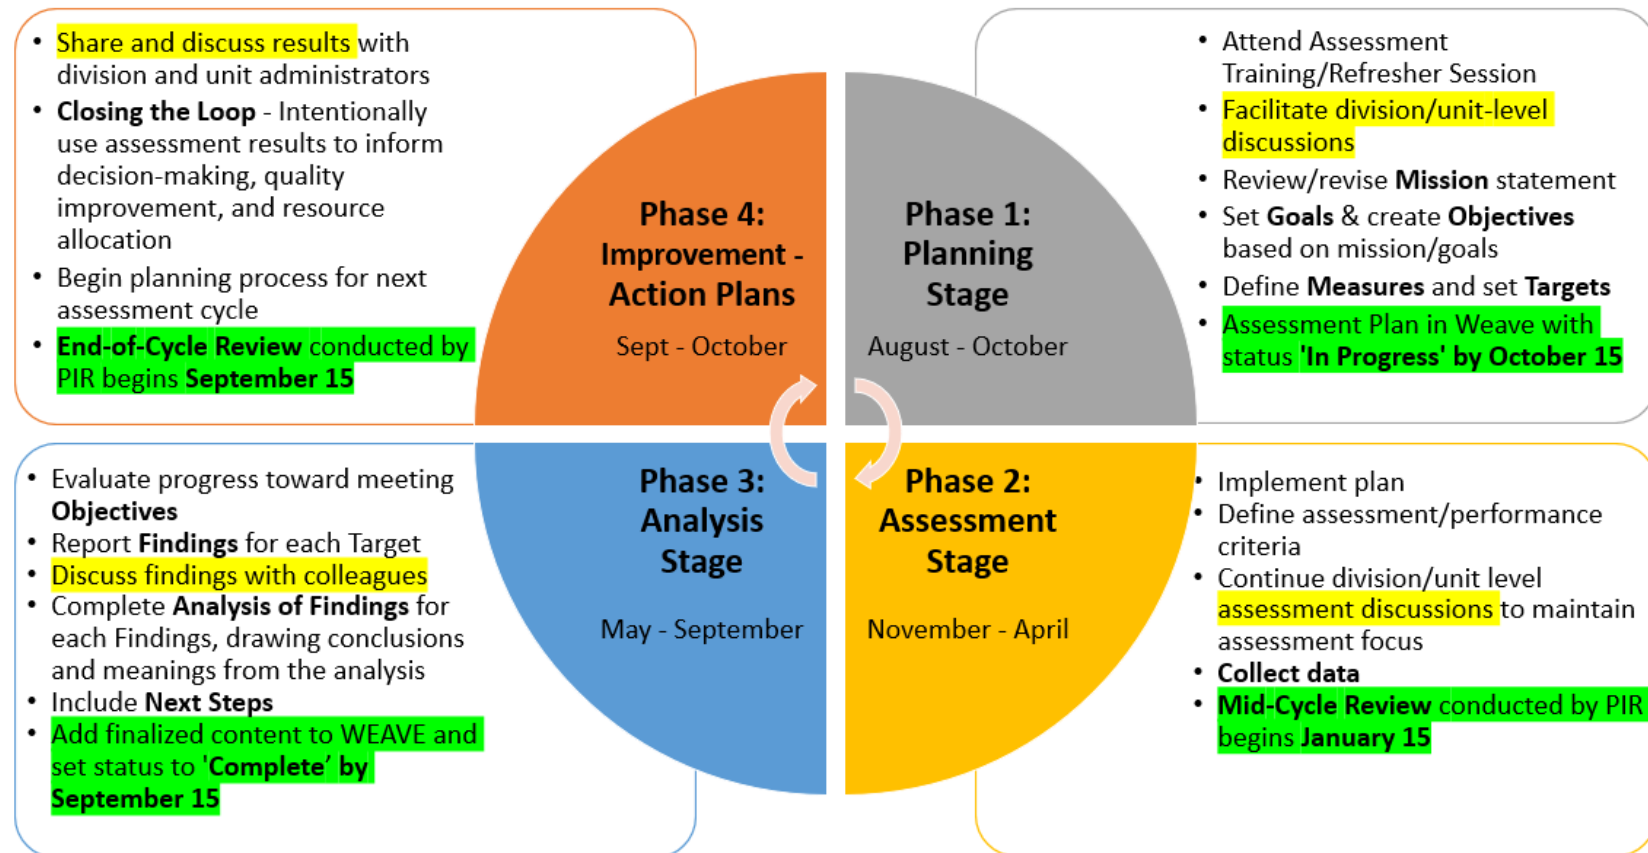 • Share and discuss results with
division and unit administrators
• Closing the Loop - Intentionally
use assessment results to inform
decision-making, quality
improvement, and resource
allocation
• Begin planning process for next
assessment cycle
• End-of-Cycle Review conducted by
PIR begins September 15
Phase 4:
Improvement -
Action Plans
Sept - October
Phase 1:
Planning
Stage
August - October
• Attend Assessment
Training/Refresher Session
• Facilitate division/unit-level
discussions
• Review/revise Mission statement
• Set Goals & create Objectives
based on mission/goals
• Define Measures and set Targets
• Assessment Plan in Weave with
status 'In Progress' by October 15
• Evaluate progress toward meeting
Objectives
• Report Findings for each Target
• Discuss findings with colleagues
• Complete Analysis of Findings for
each Findings, drawing conclusions
and meanings from the analysis
• Include Next Steps
• Add finalized content to WEAVE and
set status to 'Complete’ by
September 15
Phase 3:
Analysis
Stage
May - September
Phase 2:
Assessment
Stage
November - April
• Implement plan
• Define assessment/performance
criteria
• Continue division/unit level
assessment discussions to maintain
assessment focus
• Collect data
• Mid-Cycle Review conducted by PIR
begins January 15